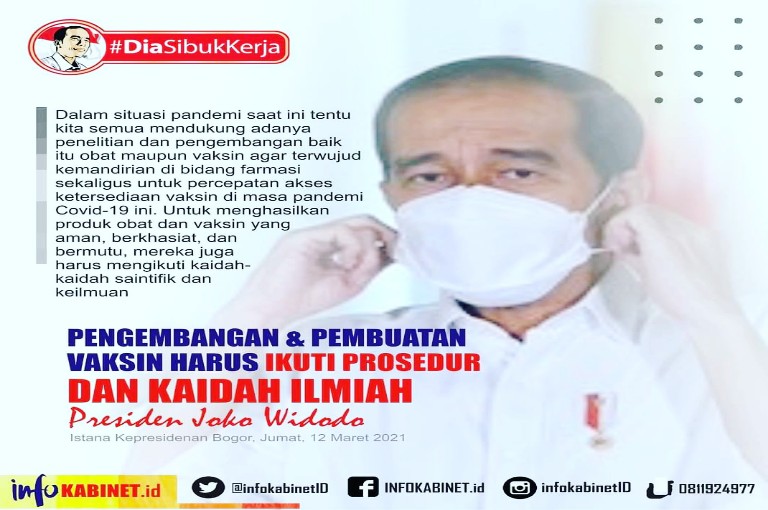 #DiaSibukKerja
Dalam situasi pandemi saat ini tentu
kita semua mendukung adanya
penelitian dan pengembangan baik
itu obat maupun vaksin agar terwujud
kemandirian di bidang farmasi
sekaligus untuk percepatan akses
ketersediaan vaksin di masa pandemi
Covid-19 ini. Untuk menghasilkan
produk obat dan vaksin yang
aman, berkhasiat, dan
bermutu, mereka juga
harus mengikuti kaidah-
kaidah saintifik dan
keilmuan
PENGEMBANGAN & PEMBUATAN
VAKSIN HARUS IKUTI PROSEDUR
DAN KAIDAH ILMIAH
Presiden Joko Widodo
Istana Kepresidenan Bogor, Jumat, 12 Maret 2021
info KABINET.id @infokabinetID INFOKABINET.id infokabinetID 0811924977